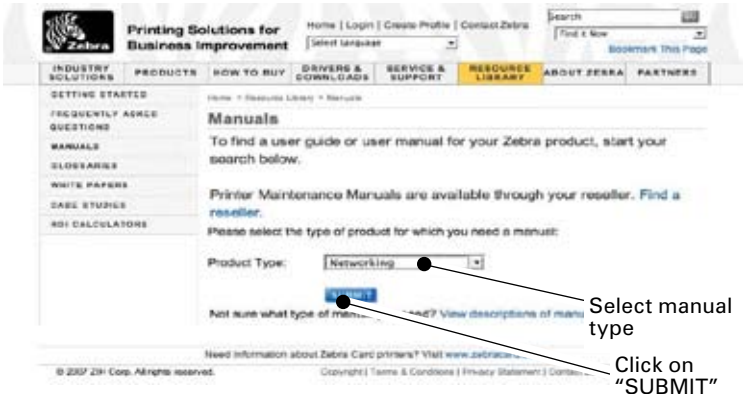 Zebra
Printing Solutions for
Business Improvement
Home | Login | Create Profile | Contact Zebra
Select Language
Search
Find it Now
Bookmark This Page
INDUSTRY SOLUTIONS
PRODUCTS
HOW TO BUY
DRIVERS & DOWNLOADS
SERVICE & SUPPORT
RESOURCE LIBRARY
ABOUT ZEBRA
PARTNERS
GETTING STARTED
FREQUENTLY ASKED
QUESTIONS
MANUALS
GLOSSARIES
WHITE PAPERS
CASE STUDIES
ROI CALCULATORS
Home > Resource Library > Manuals
Manuals
To find a user guide or user manual for your Zebra product, start your
search below.
Printer Maintenance Manuals are available through your reseller. Find a
reseller.
Please select the type of product for which you need a manual:
Product Type: Networking
SUBMIT
Not sure what type of need? View descriptions of
Select manual
type
Need information about Zebra Card printers? Visit
Click on
“SUBMIT”
© 2007 ZIH Corp. All rights reserved.
Copyright | Terms & Conditions | Privacy Statement |